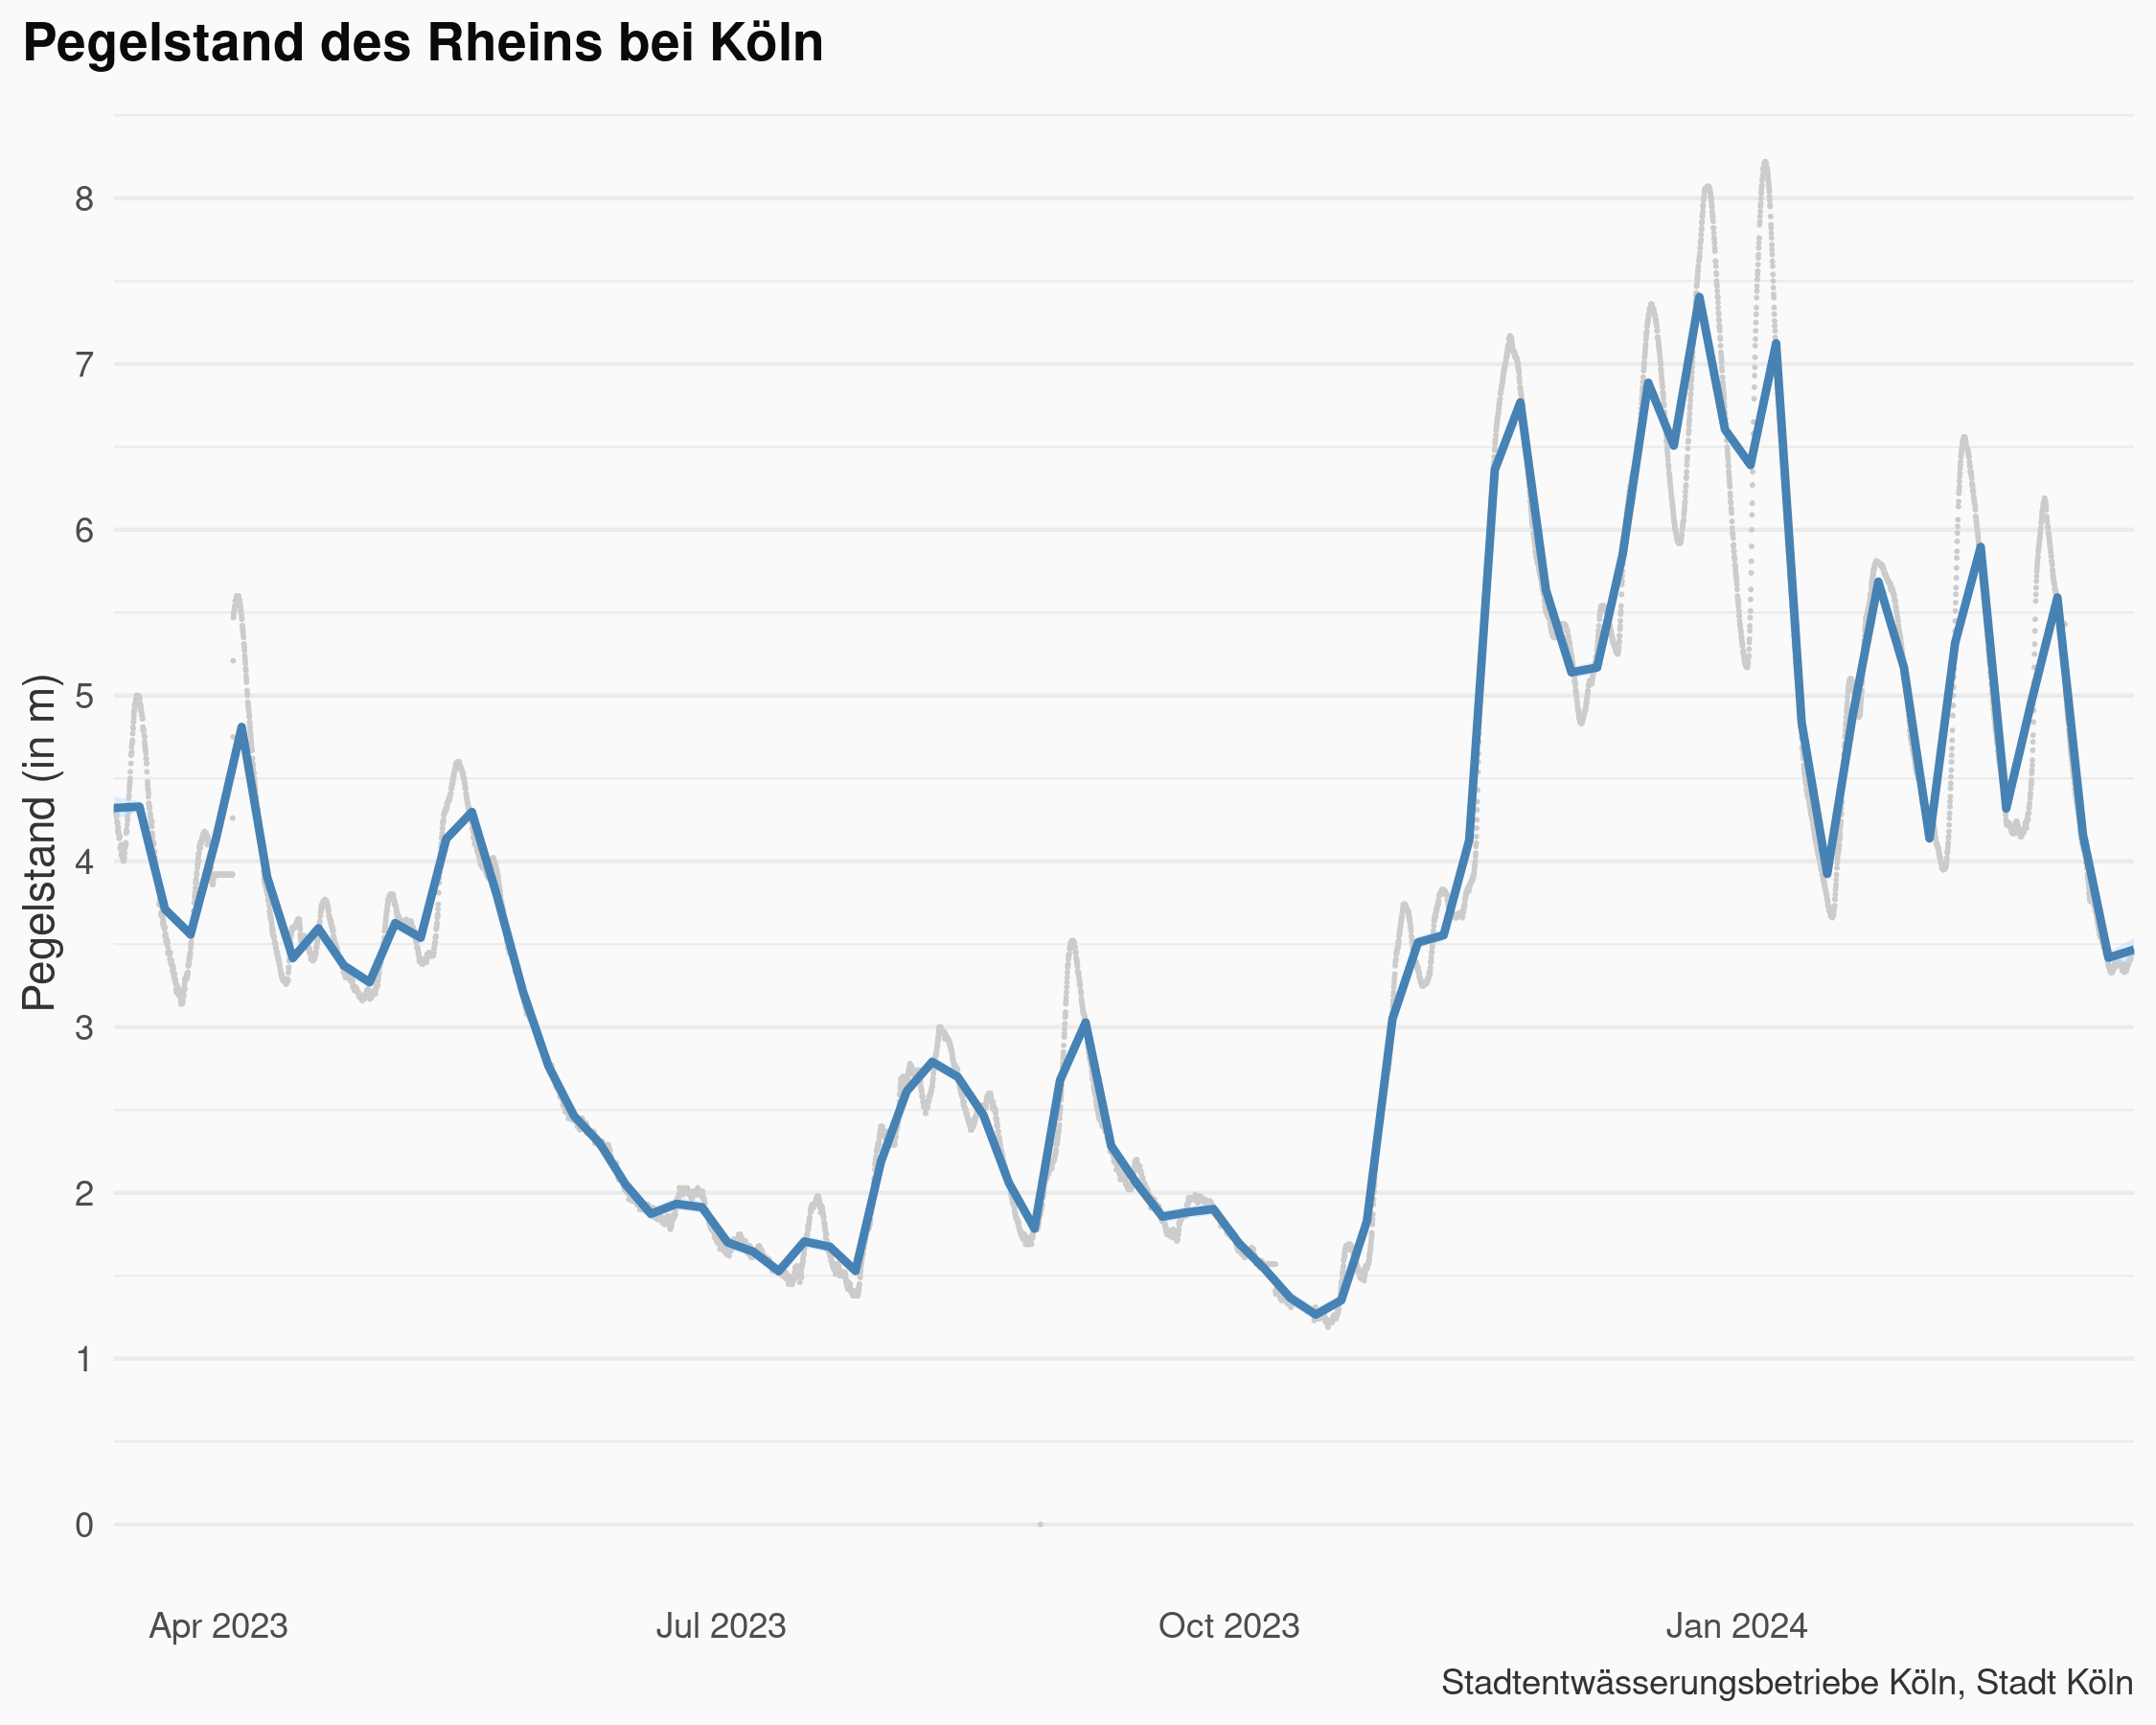 Pegelstand des Rheins bei Köln
Pegelstand (in m)
8
7
6
5
4
3
2
1
0
Apr 2023 Jul 2023 Oct 2023 Jan 2024
Stadtentwässerungsbetriebe Köln, Stadt Köln